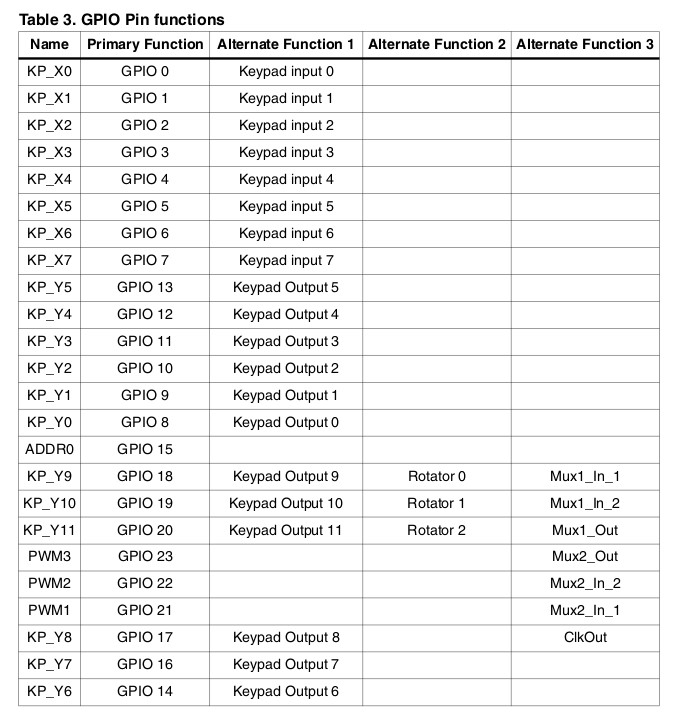 Table 3. GPIO Pin functions
Name Primary Function Alternate Function 1 Alternate Function 2 Alternate Function 3
KP_X0 GPIO 0 Keypad input 0
KP_X1 GPIO 1 Keypad input 1
KP_X2 GPIO 2 Keypad input 2
KP_X3 GPIO 3 Keypad input 3
KP_X4 GPIO 4 Keypad input 4
KP_X5 GPIO 5 Keypad input 5
KP_X6 GPIO 6 Keypad input 6
KP_X7 GPIO 7 Keypad input 7
KP_Y5 GPIO 13 Keypad Output 5
KP_Y4 GPIO 12 Keypad Output 4
KP_Y3 GPIO 11 Keypad Output 3
KP_Y2 GPIO 10 Keypad Output 2
KP_Y1 GPIO 9 Keypad Output 1
KP_Y0 GPIO 8 Keypad Output 0
ADDR0 GPIO 15
KP_Y9 GPIO 18 Keypad Output 9 Rotator 0 Mux1_In_1
KP_Y10 GPIO 19 Keypad Output 10 Rotator 1 Mux1_In_2
KP_Y11 GPIO 20 Keypad Output 11 Rotator 2 Mux1_Out
PWM3 GPIO 23 Mux2_Out
PWM2 GPIO 22 Mux2_In_2
PWM1 GPIO 21 Mux2_In_1
KP_Y8 GPIO 17 Keypad Output 8 ClkOut
KP_Y7 GPIO 16 Keypad Output 7
KP_Y6 GPIO 14 Keypad Output 6